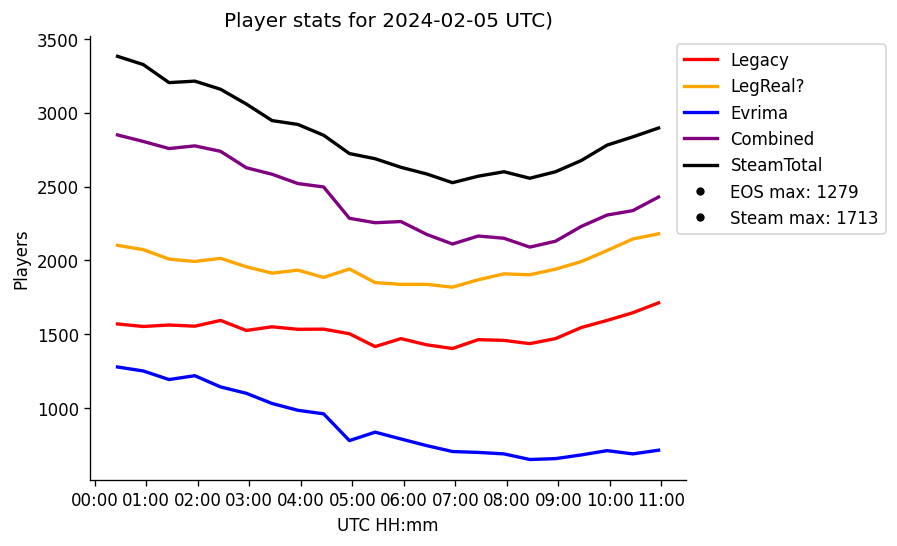 Player stats for 2024-02-05 UTC)
3500
3000
2500
2000
1500
1000
Players
00:00 01:00 02:00 03:00 04:00 05:00 06:00 07:00 08:00 09:00 10:00 11:00
UTC HH:mm
Legacy
LegReal?
Evrima
Combined
SteamTotal
EOS max: 1279
Steam max: 1713